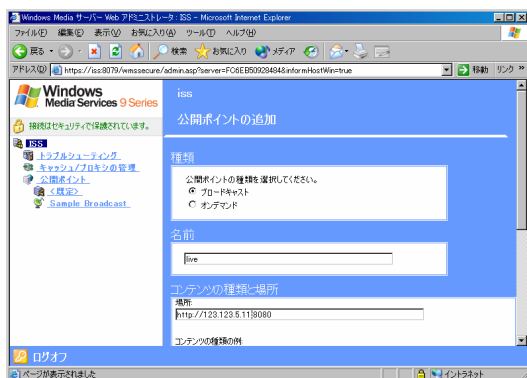 Windows Media サーバー Web アドミニストレータ : ISS - Microsoft Internet Explorer
ファイル(F) 編集(E) 表示(V) お気に入り(A) ツール(T) ヘルプ(H)
戻る 検索 お気に入り メディア
アドレス(D) https://iss:8079/wmssecure/admin.asp?server=FC6EB50928484&informHostWin=true 移動 リンク »
Windows
Media Services 9 Series
接続はセキュリティで保護されています。
ISS
トラブルシューティング
キャッシュ/プロキシの管理
公開ポイント
<既定>
Sample Broadcast
iss
公開ポイントの追加
種類
公開ポイントの種類を選択してください。
ブロードキャスト
オンデマンド
名前
live
コンテンツの種類と場所
場所:
http://123.123.5.11:8080
コンテンツの種類の例:
ログオフ
ページが表示されました
イントラネット